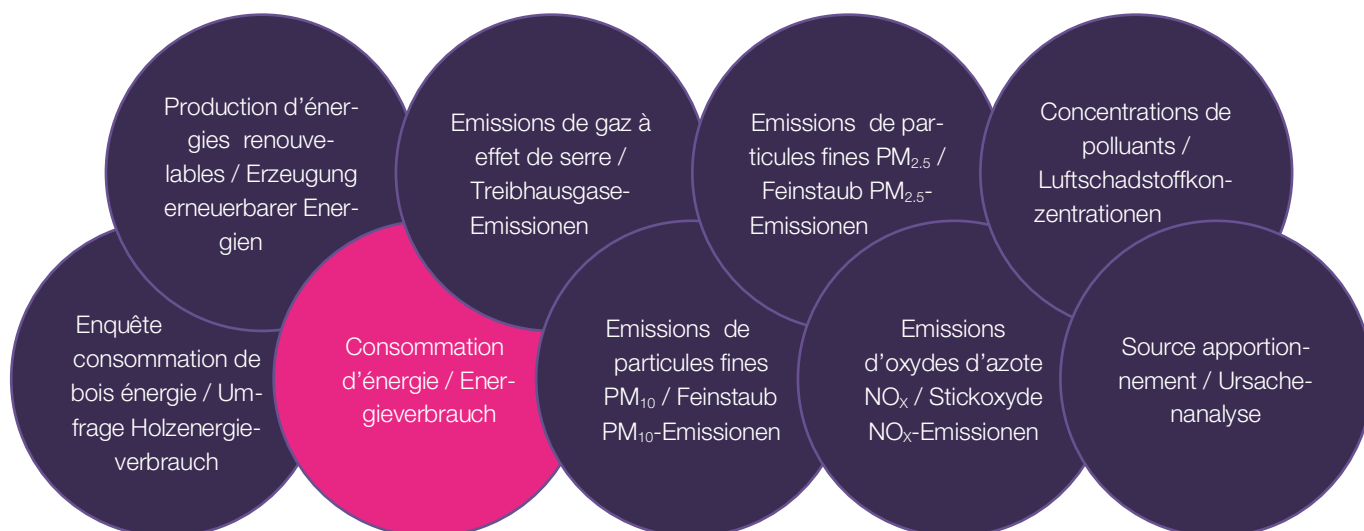 Production d'éner-
gies renouve-
lables / Erzeugung
erneuerbarer Ener-
gien
Emissions de gaz à
effet de serre /
Treibhausgase-
Emissionen
Emissions de par-
ticules fines PM2.5 /
Feinstaub PM2.5-
Emissionen
Concentrations de
polluants /
Luftschadstoffkon-
zentrationen
Enquête
consommation de
bois énergie / Um-
frage Holzenergie-
verbrauch
Consommation
d'énergie / Ener-
gieverbrauch
Emissions de
particules fines
PM10 / Feinstaub
PM10-Emissionen
Emissions
d'oxydes d'azote
NOX / Stickoxyde
NOX-Emissionen
Source apportion-
nement / Ursache-
nanalyse